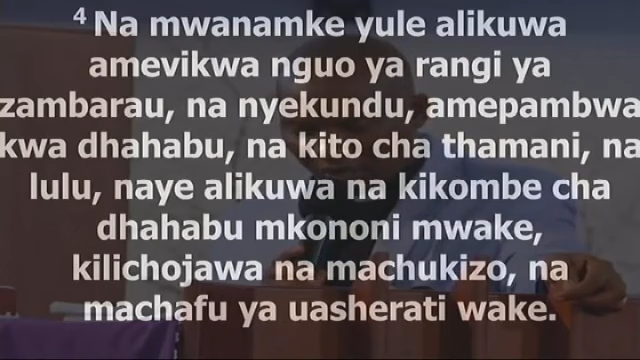 4 Na mwanamke yule alikuwa
amevikwa nguo ya rangi ya
zambarau, na nyekundu, amepambwa
kwa dhahabu, na kito cha thamani, na
lulu, naye alikuwa na kikombe cha
dhahabu mkononi mwake,
kilichojawa na machukizo, na
machafu ya uasherati wake.